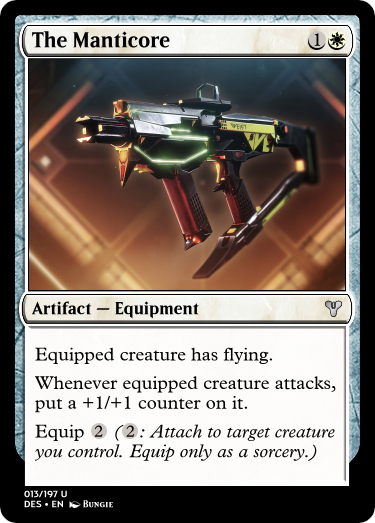 The Manticore 1
Artifact — Equipment
Equipped creature has flying.
Whenever equipped creature attacks,
put a +1/+1 counter on it.
Equip 2 (2: Attach to target creature
you control. Equip only as a sorcery.)
013/197 U
DES • EN Bungie